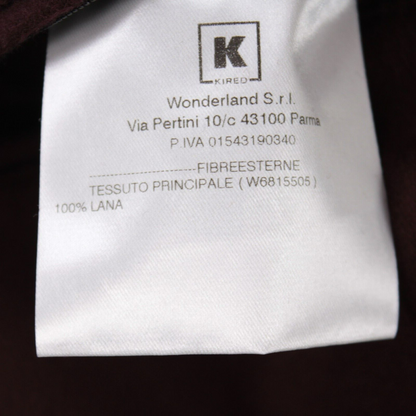 K
KIRED
Wonderland S.r.l.
Via Pertini 10/c 43100 Parma
P.IVA 01543190340
------------------------FIBREESTERNE
TESSUTO PRINCIPALE ( W6815505 )
100% LANA